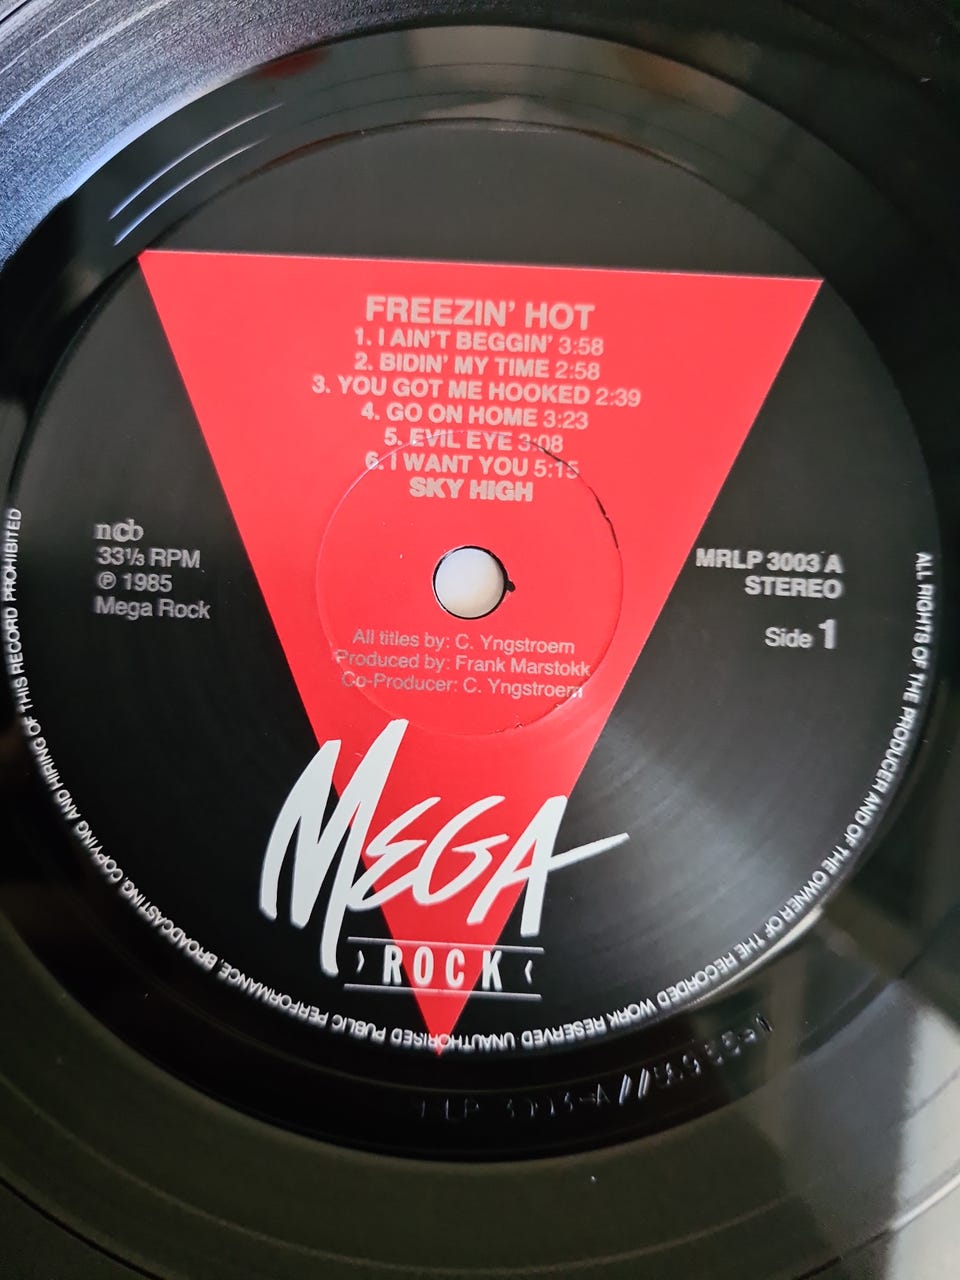 FREEZIN' HOT
1. I AIN'T BEGGIN' 3:58
2. BIDIN' MY TIME 2:58
3. YOU GOT ME HOOKED 2:39
4. GO ON HOME 3:23
5. EVIL EYE 3:08
6. I WANT YOU 5:15
SKY HIGH
ncb
33⅓ RPM
℗ 1985
Mega Rock
MRLP 3003 A
STEREO
Side 1
All titles by: C. Yngstroem
Produced by: Frank Marstokk
Co-Producer: C. Yngstroem
MEGA
ROCK
ALL RIGHTS OF THE PRODUCER AND OF THE OWNER OF THE RECORDED WORK RESERVED UNAUTHORISED PUBLIC PERFORMANCE, BROADCASTING, COPYING AND HIRING OF THIS RECORD PROHIBITED